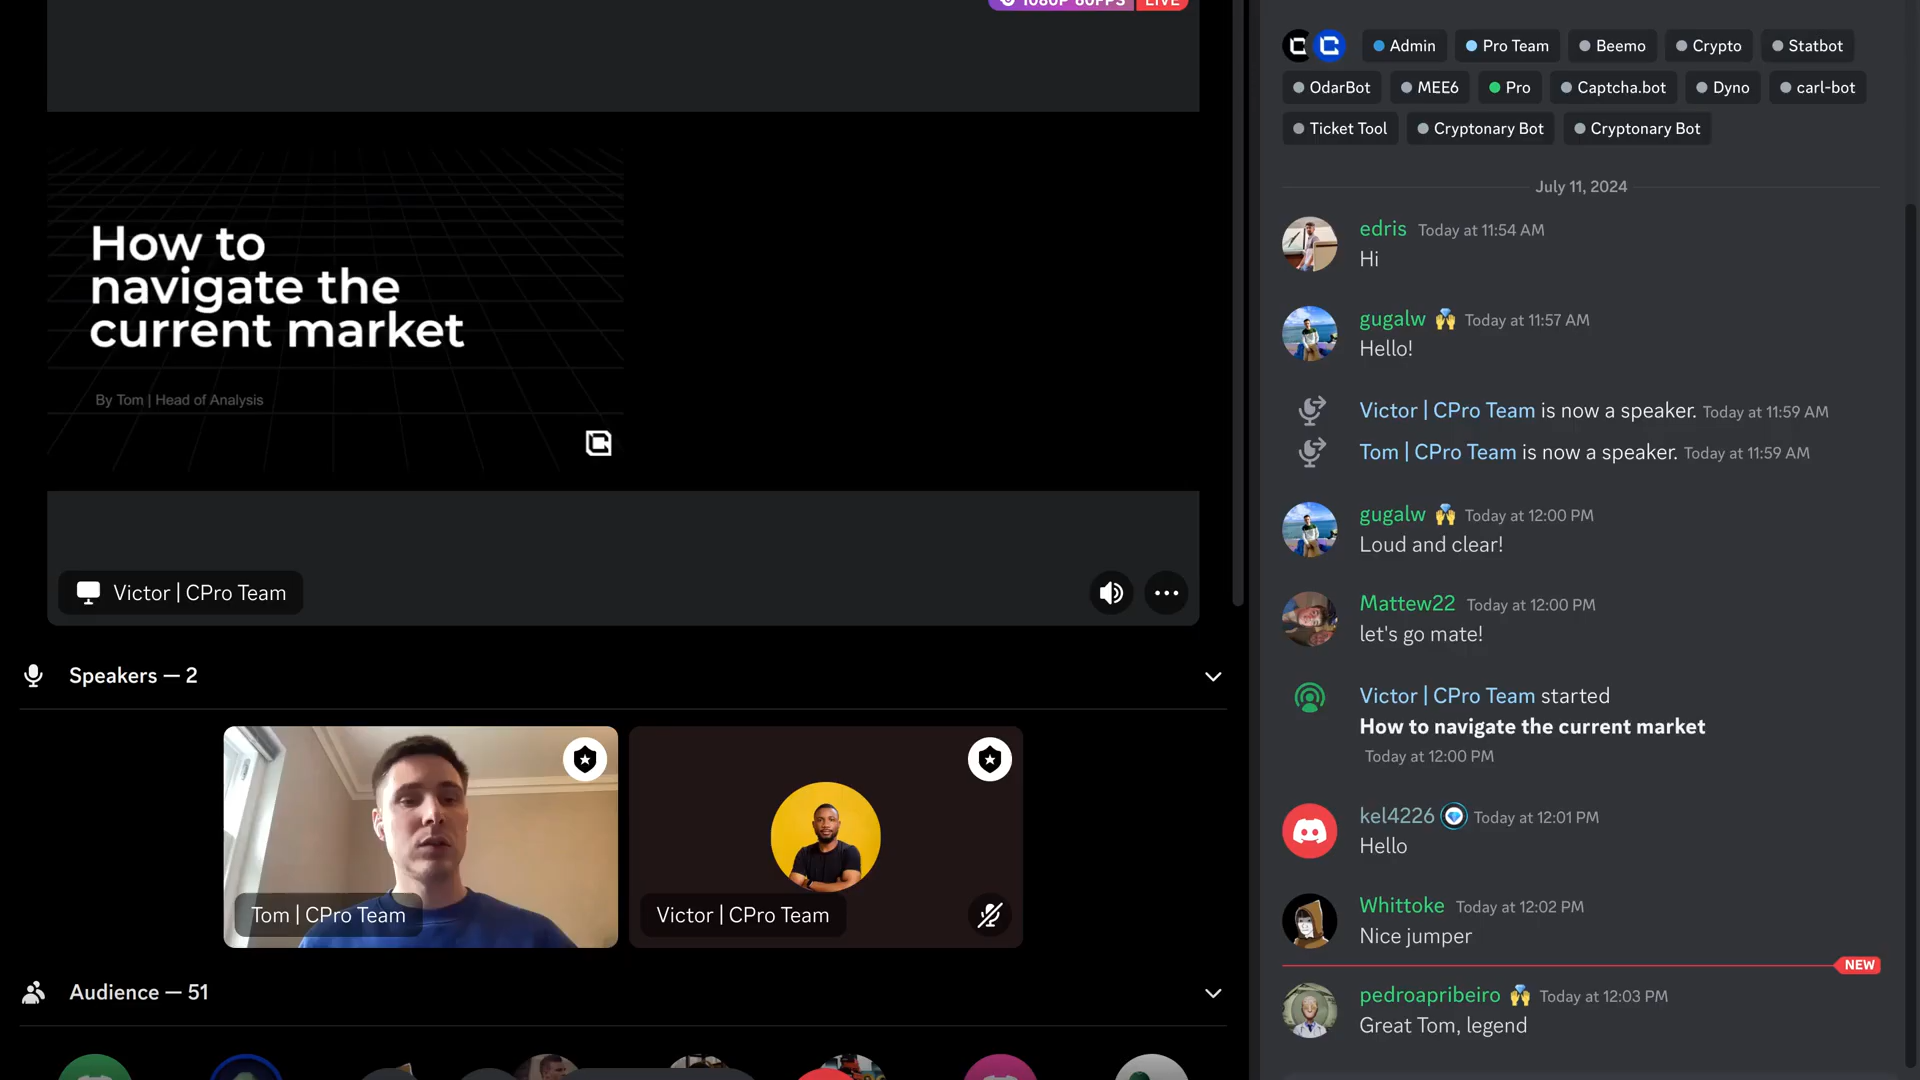 1080P 60FPS LIVE
How to
navigate the
current market
By Tom | Head of Analysis
Victor | CPro Team
Speakers — 2
Tom | CPro Team
Victor | CPro Team
Audience — 51
Admin Pro Team Beemo Crypto Statbot
OdarBot MEE6 Pro Captcha.bot Dyno carl-bot
Ticket Tool Cryptonary Bot Cryptonary Bot
July 11, 2024
edris Today at 11:54 AM
Hi
gugalw Today at 11:57 AM
Hello!
Victor | CPro Team is now a speaker. Today at 11:59 AM
Tom | CPro Team is now a speaker. Today at 11:59 AM
gugalw Today at 12:00 PM
Loud and clear!
Mattew22 Today at 12:00 PM
let's go mate!
Victor | CPro Team started
How to navigate the current market
Today at 12:00 PM
kel4226 Today at 12:01 PM
Hello
Whittoke Today at 12:02 PM
Nice jumper
NEW
pedroapribeiro Today at 12:03 PM
Great Tom, legend